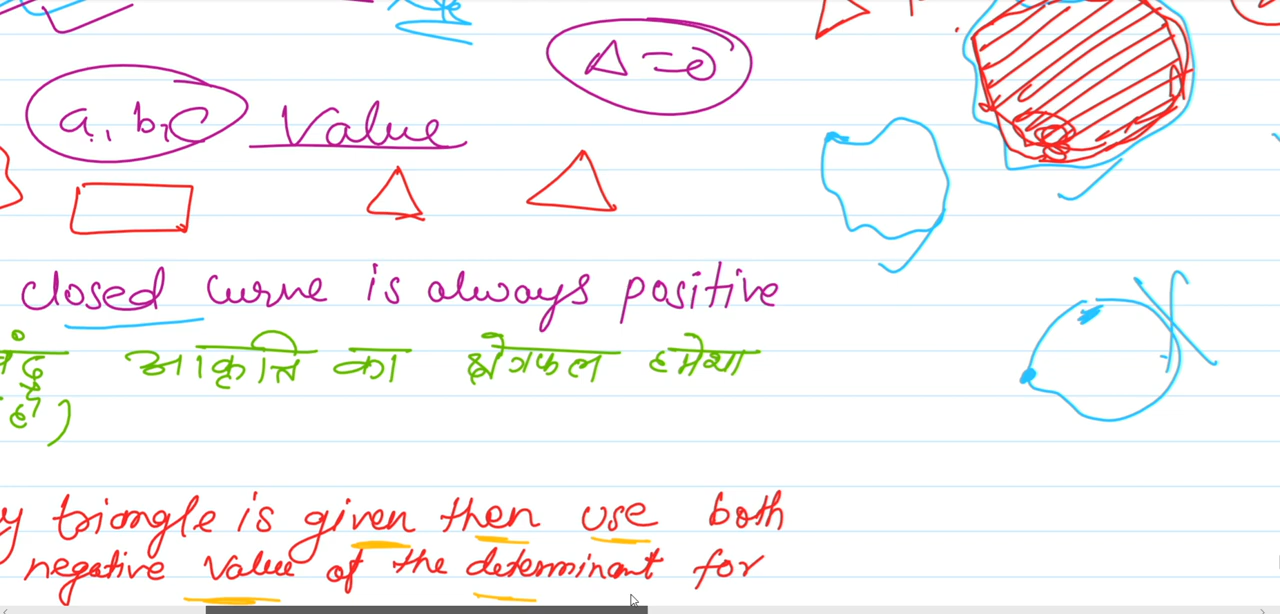 Δ = 0
a, b, c Value
closed curve is always positive
आकृति का क्षेत्रफल हमेशा
है)
triangle is given then use both
negative value of the determinant for